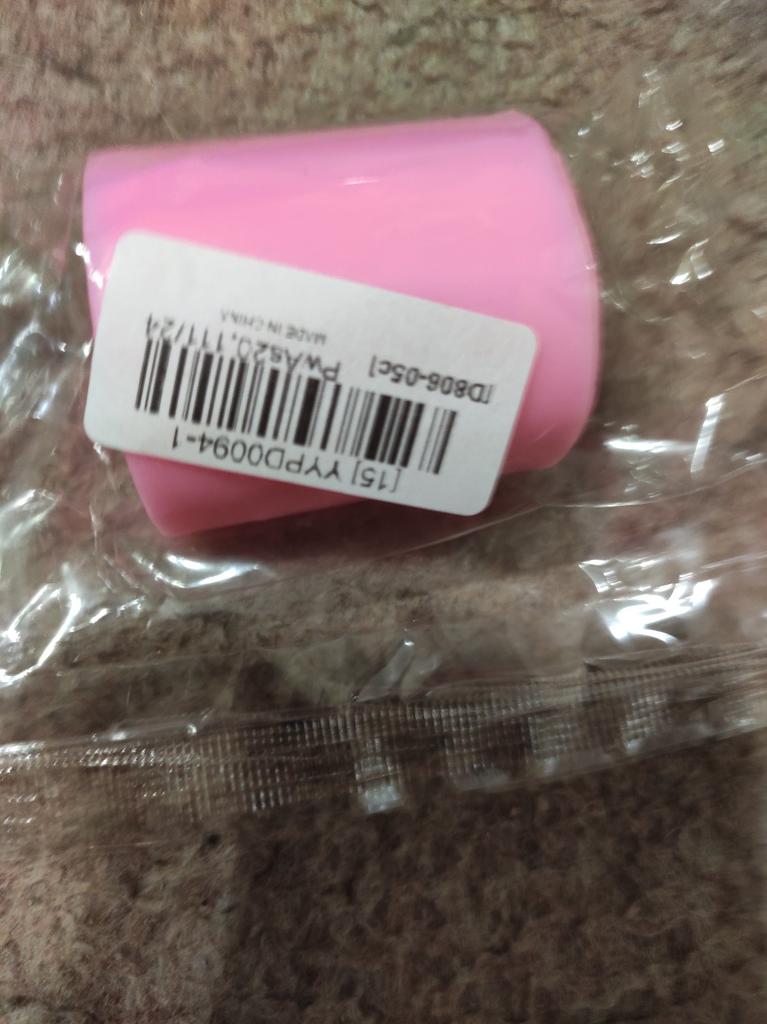 [15] YYPD0094-1
[D806-05c] PwAs20,111/24
MADE IN CHINA